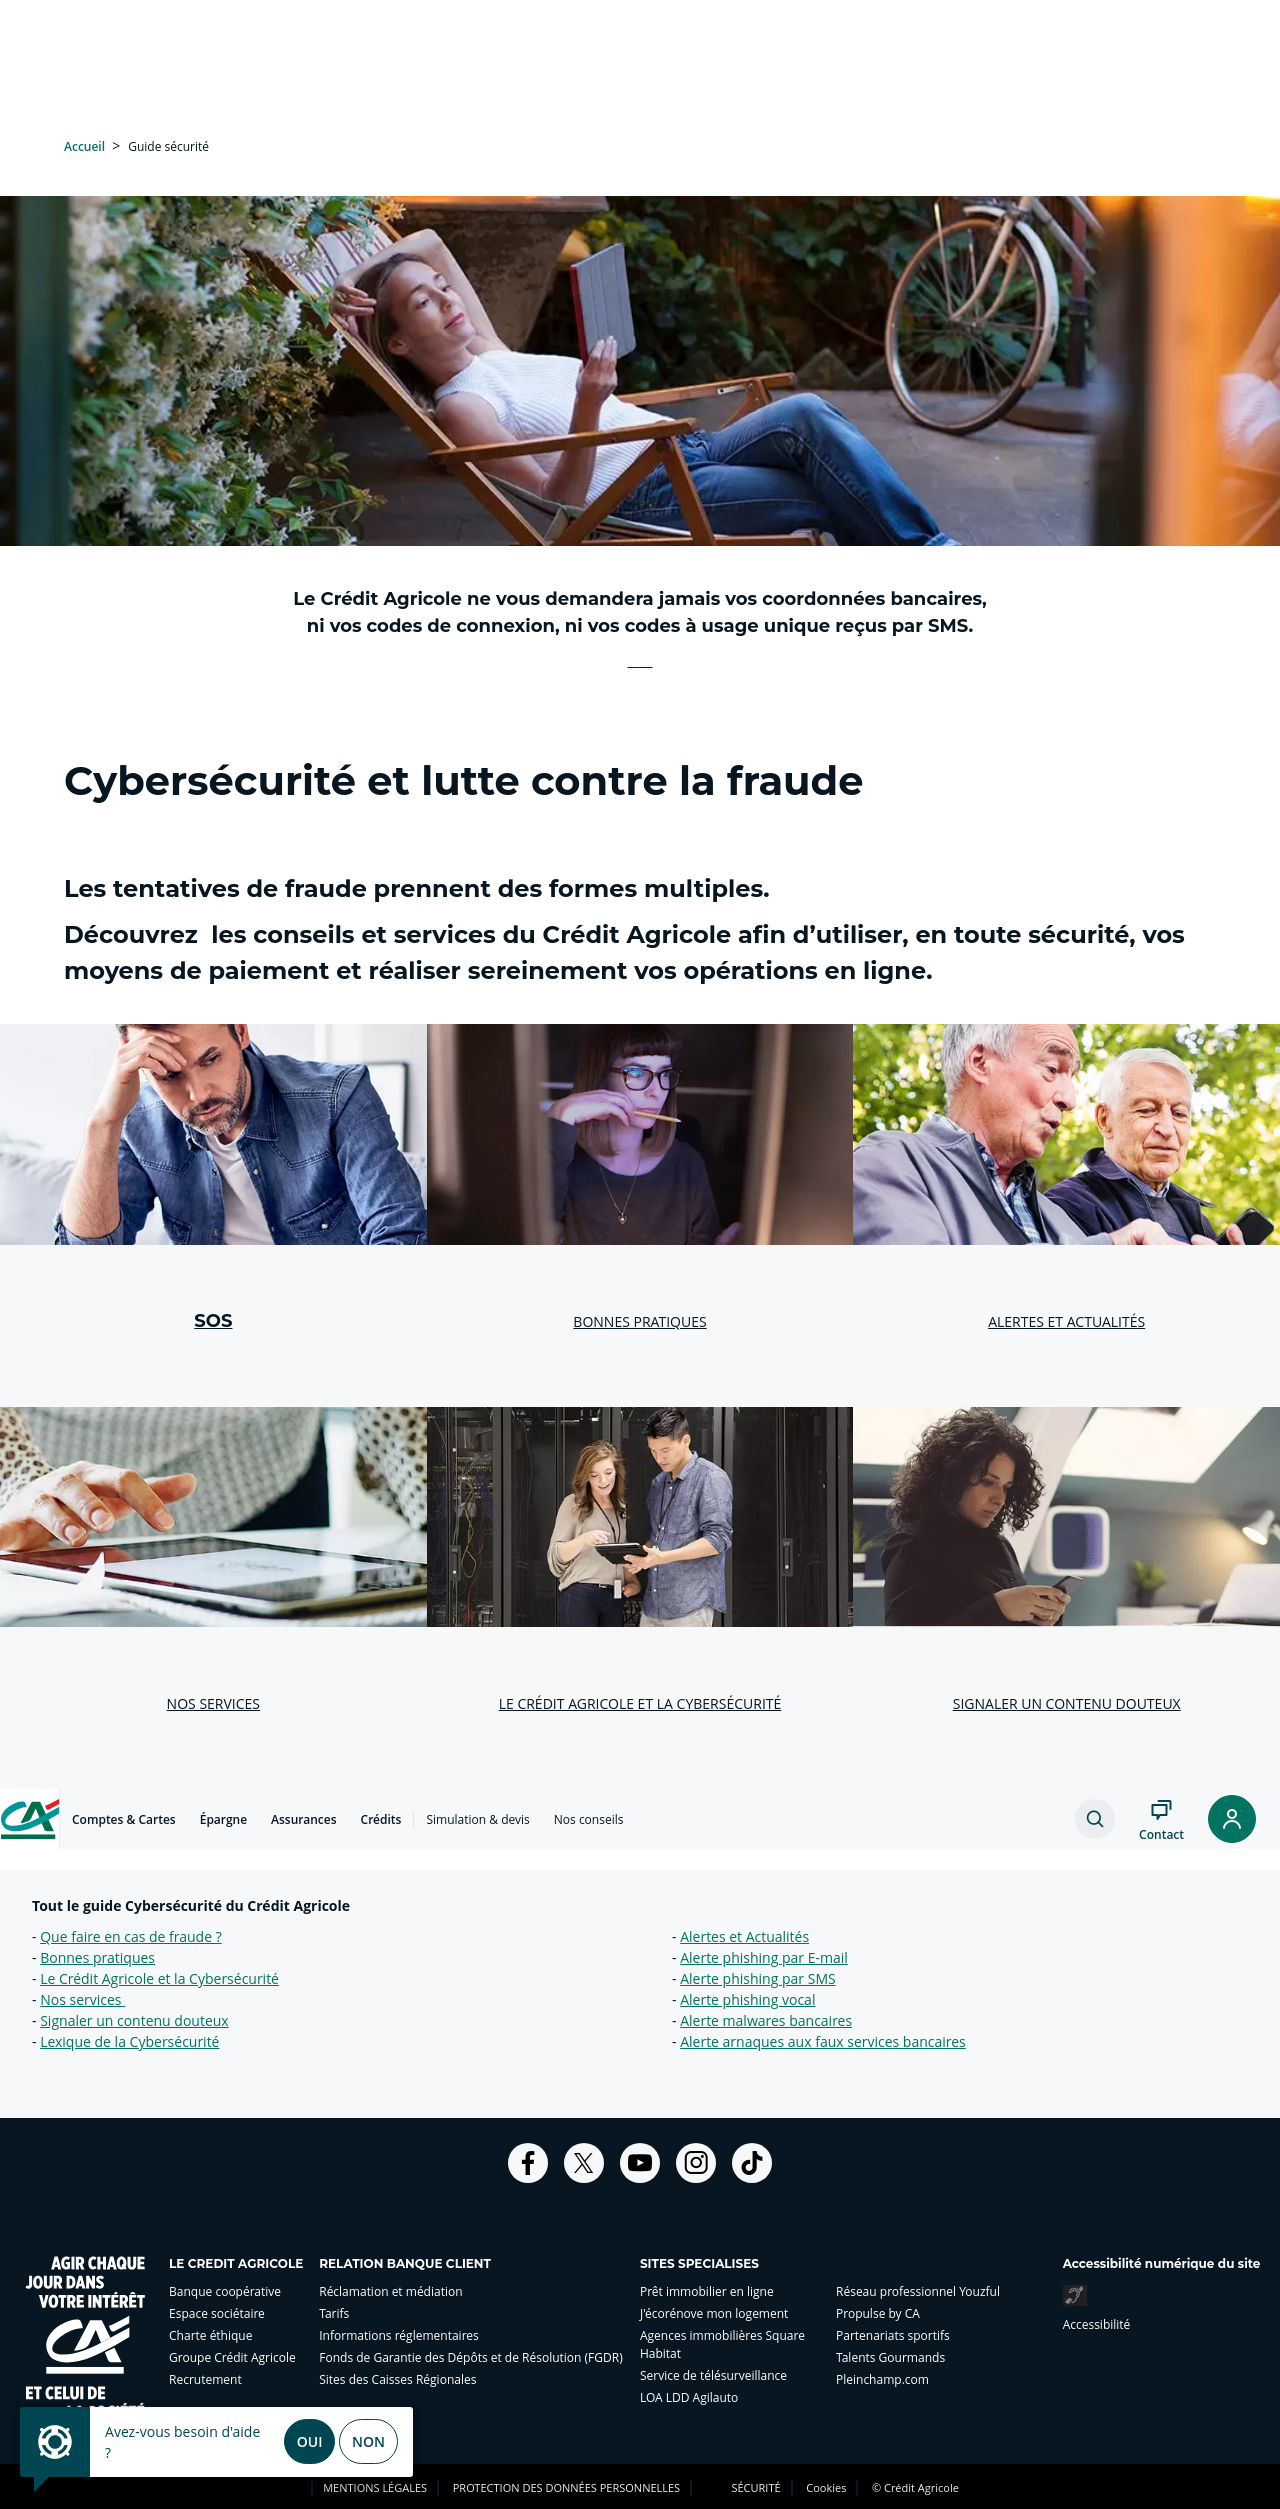 Accueil > Guide sécurité
Le Crédit Agricole ne vous demandera jamais vos coordonnées bancaires,
ni vos codes de connexion, ni vos codes à usage unique reçus par SMS.
Cybersécurité et lutte contre la fraude
Les tentatives de fraude prennent des formes multiples.
Découvrez  les conseils et services du Crédit Agricole afin d’utiliser, en toute sécurité, vos
moyens de paiement et réaliser sereinement vos opérations en ligne.
SOS
BONNES PRATIQUES
ALERTES ET ACTUALITÉS
NOS SERVICES
LE CRÉDIT AGRICOLE ET LA CYBERSÉCURITÉ
SIGNALER UN CONTENU DOUTEUX
CA Comptes & Cartes Épargne Assurances Crédits Simulation & devis Nos conseils
Contact
Tout le guide Cybersécurité du Crédit Agricole
- Que faire en cas de fraude ?
- Bonnes pratiques
- Le Crédit Agricole et la Cybersécurité
- Nos services
- Signaler un contenu douteux
- Lexique de la Cybersécurité
- Alertes et Actualités
- Alerte phishing par E-mail
- Alerte phishing par SMS
- Alerte phishing vocal
- Alerte malwares bancaires
- Alerte arnaques aux faux services bancaires
AGIR CHAQUE
JOUR DANS
VOTRE INTÉRÊT
CA
ET CELUI DE
LE CREDIT AGRICOLE
Banque coopérative
Espace sociétaire
Charte éthique
Groupe Crédit Agricole
Recrutement
RELATION BANQUE CLIENT
Réclamation et médiation
Tarifs
Informations réglementaires
Fonds de Garantie des Dépôts et de Résolution (FGDR)
Sites des Caisses Régionales
SITES SPECIALISES
Prêt immobilier en ligne
J'écorénove mon logement
Agences immobilières Square
Habitat
Service de télésurveillance
LOA LDD Agilauto
Réseau professionnel Youzful
Propulse by CA
Partenariats sportifs
Talents Gourmands
Pleinchamp.com
Accessibilité numérique du site
Accessibilité
Avez-vous besoin d'aide
?
OUI NON
MENTIONS LÉGALES PROTECTION DES DONNÉES PERSONNELLES SÉCURITÉ Cookies © Crédit Agricole